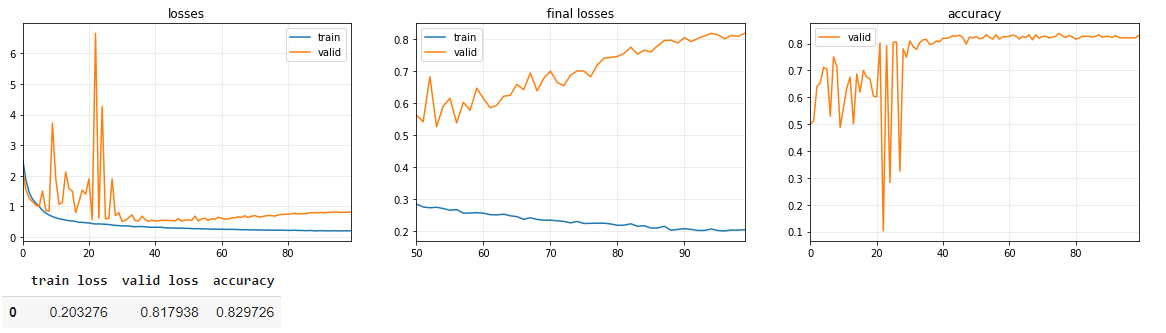 losses
train
valid
6
5
4
3
2
1
0
0 20 40 60 80
final losses
train
valid
0.8
0.7
0.6
0.5
0.4
0.3
0.2
50 60 70 80 90
accuracy
valid
0.8
0.7
0.6
0.5
0.4
0.3
0.2
0.1
0 20 40 60 80
train loss valid loss accuracy
0 0.203276 0.817938 0.829726